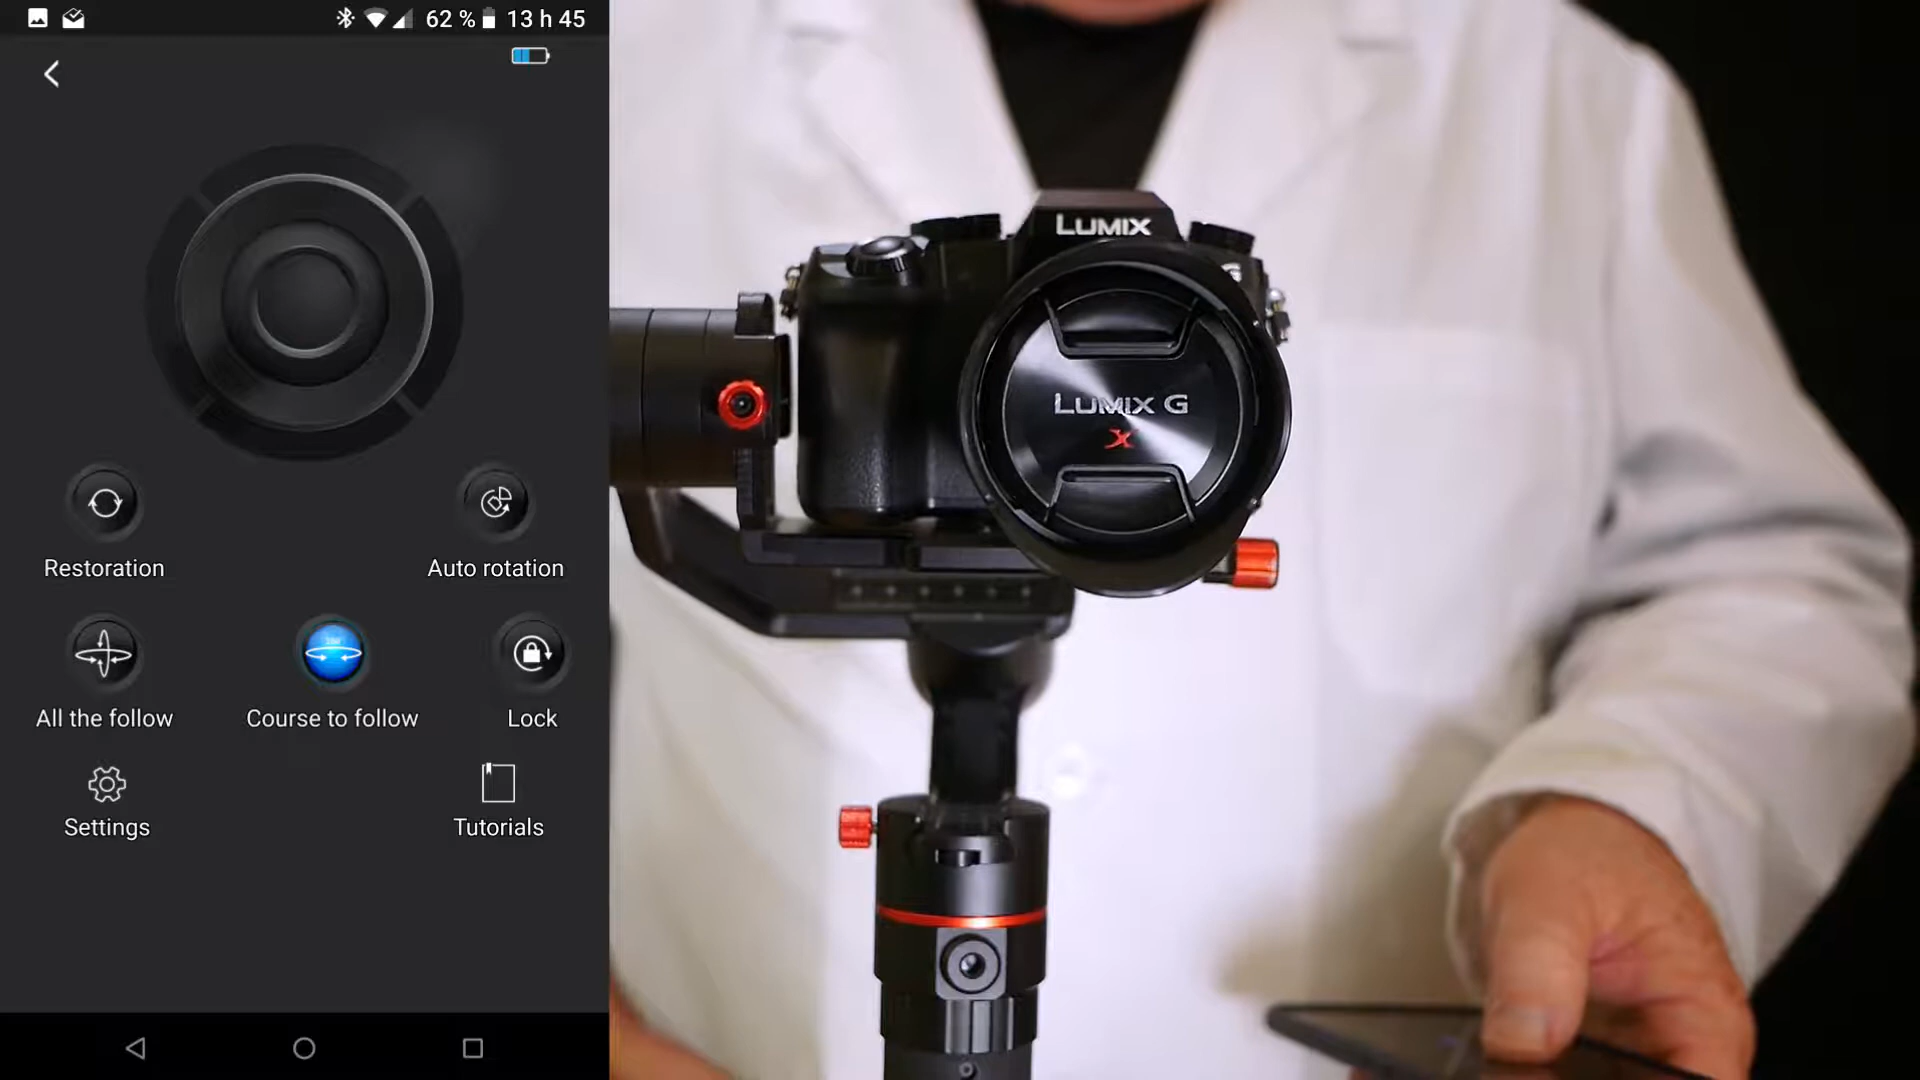 62 % 13 h 45
Restoration
Auto rotation
All the follow
Course to follow
Lock
Settings
Tutorials
LUMIX
G
LUMIX G
X